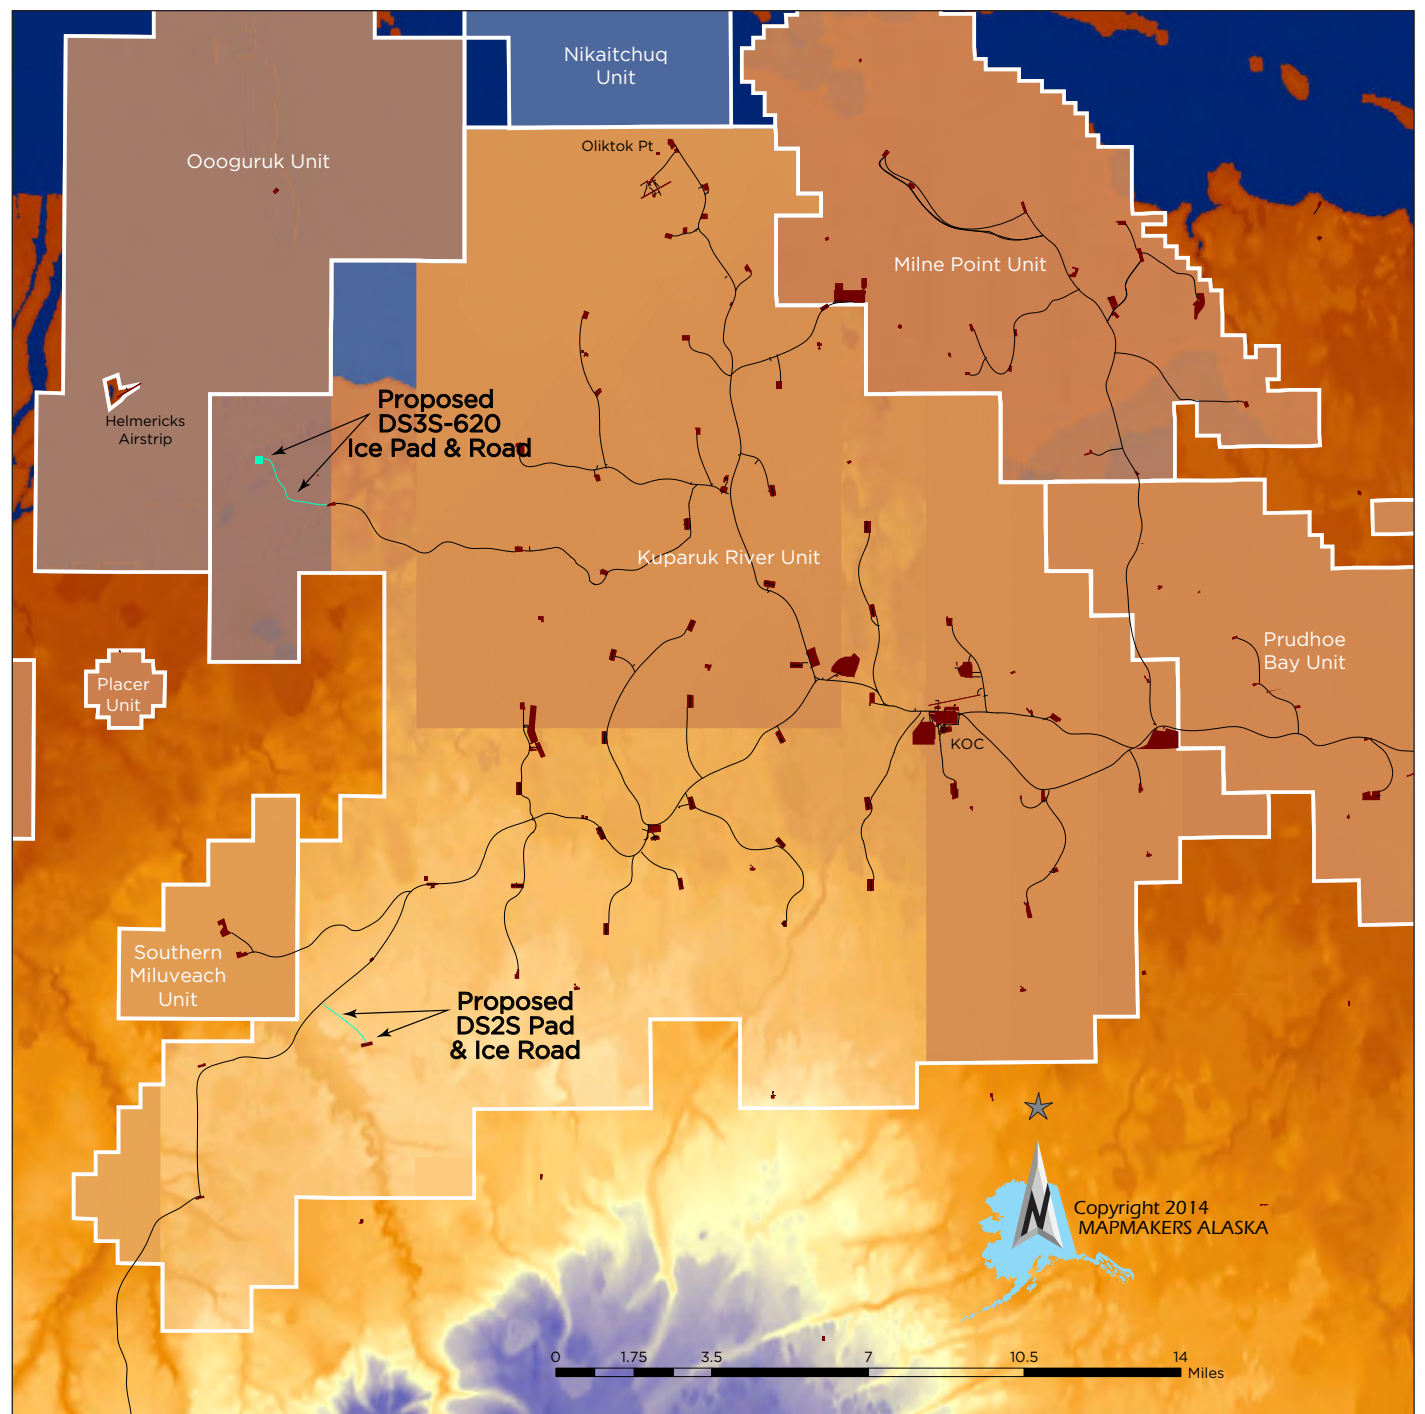 Nikaitchuq
Unit
Oliktok Pt
Oooguruk Unit
Milne Point Unit
Proposed
DS3S-620
Ice Pad & Road
Helmericks
Airstrip
Kuparuk River Unit
Prudhoe
Bay Unit
Placer
Unit
KOC
Southern
Miluveach
Unit
Proposed
DS2S Pad
& Ice Road
N
Copyright 2014
MAPMAKERS ALASKA
0 1.75 3.5 7 10.5 14
Miles